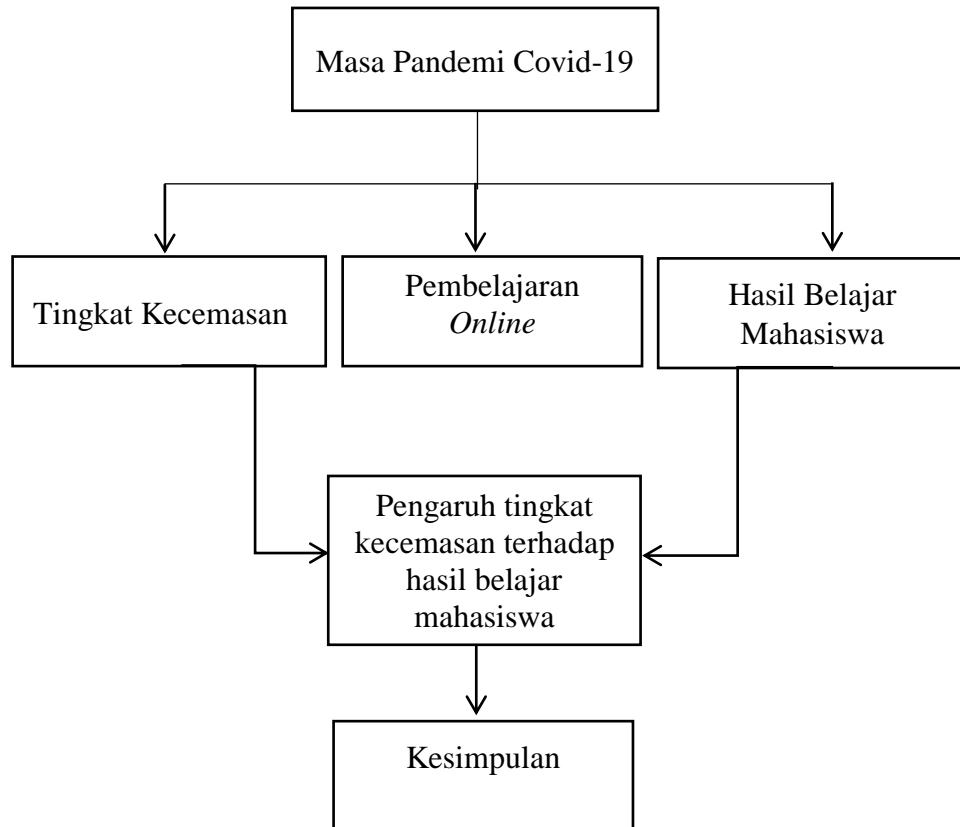 Masa Pandemi Covid-19
Tingkat Kecemasan
Pembelajaran
Online
Hasil Belajar
Mahasiswa
Pengaruh tingkat
kecemasan terhadap
hasil belajar
mahasiswa
Kesimpulan